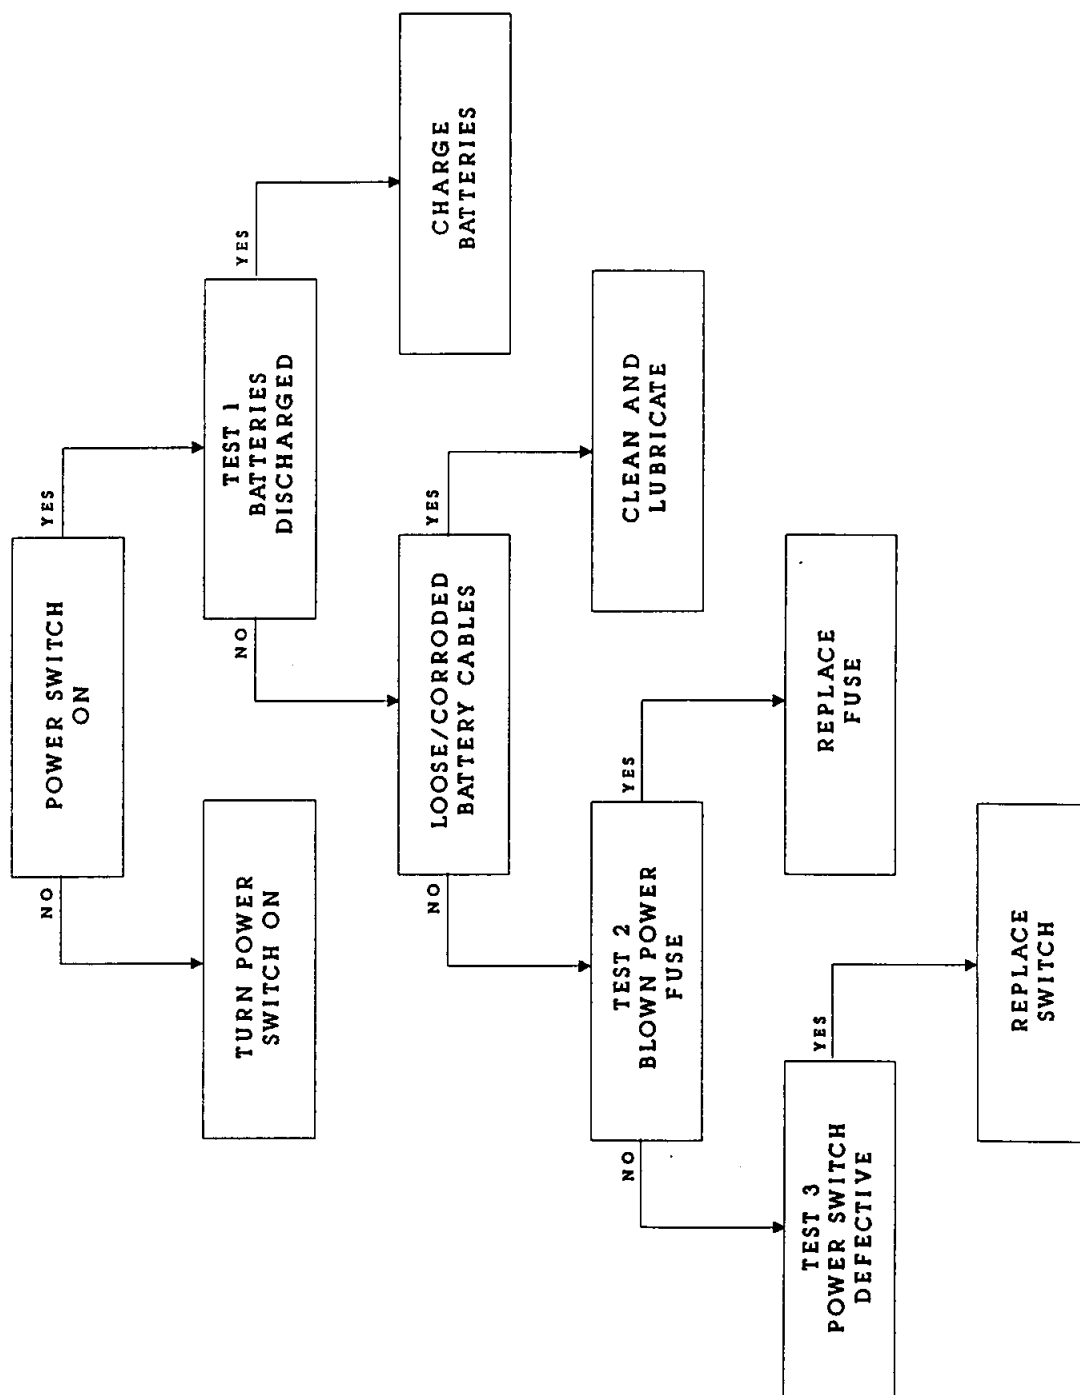 POWER SWITCH
ON
NO
YES
TURN POWER
SWITCH ON
TEST 1
BATTERIES
DISCHARGED
NO
YES
LOOSE/CORRODED
BATTERY CABLES
CHARGE
BATTERIES
NO
YES
TEST 2
BLOWN POWER
FUSE
CLEAN AND
LUBRICATE
NO
YES
TEST 3
POWER SWITCH
DEFECTIVE
REPLACE
FUSE
YES
REPLACE
SWITCH